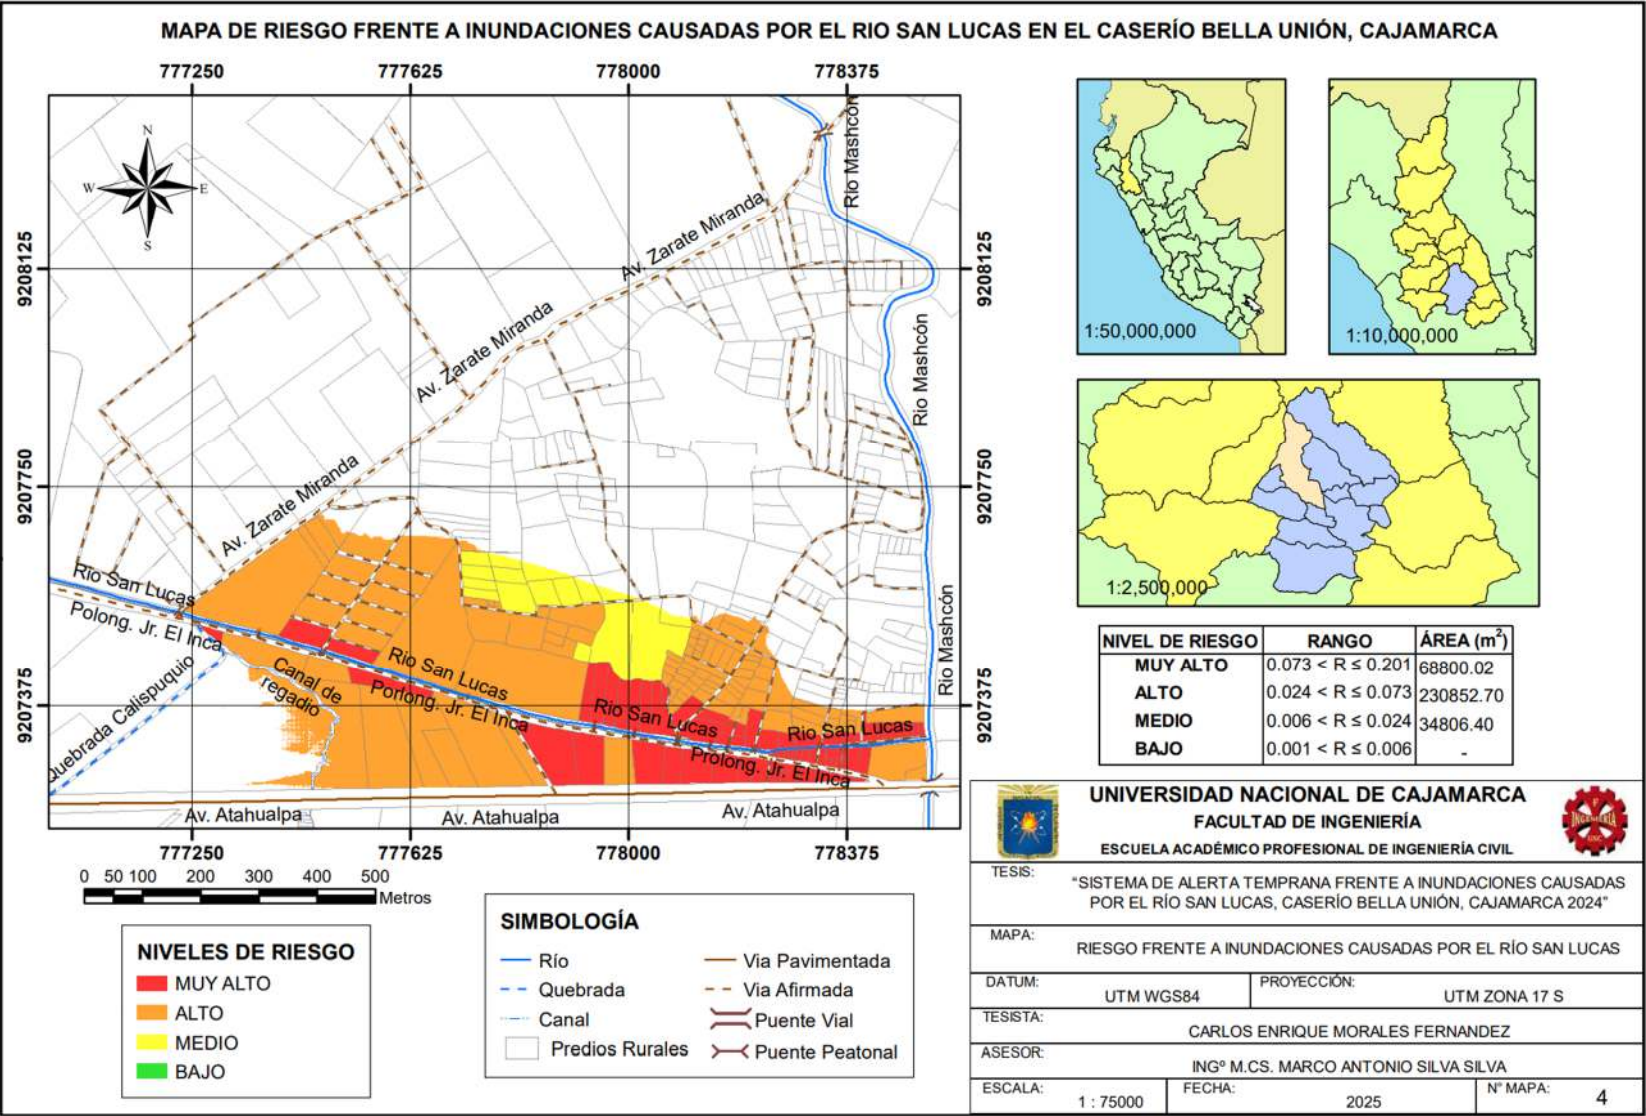 MAPA DE RIESGO FRENTE A INUNDACIONES CAUSADAS POR EL RIO SAN LUCAS EN EL CASERÍO BELLA UNIÓN, CAJAMARCA
777250 777625 778000 778375
N
W E
S
9208125
9207750
9207375
9208125
9207750
9207375
Rio Mashcón
Av. Zarate Miranda
Av. Zarate Miranda
Rio Mashcón
Av. Zarate Miranda
Rio San Lucas
Polong. Jr. El Inca
Rio Mashcón
Quebrada Calispuquio
Canal de
regadio
Rio San Lucas
Porlong. Jr. El Inca
Rio San Lucas
Rio San Lucas
Prolong. Jr. El Inca
Av. Atahualpa
Av. Atahualpa
Av. Atahualpa
777250 777625 778000 778375
0 50 100 200 300 400 500
Metros
NIVELES DE RIESGO
MUY ALTO
ALTO
MEDIO
BAJO
SIMBOLOGÍA
Río
Quebrada
Canal
Predios Rurales
Via Pavimentada
Via Afirmada
Puente Vial
Puente Peatonal
1:50,000,000
1:10,000,000
1:2,500,000
NIVEL DE RIESGO RANGO ÁREA (m²)
MUY ALTO 0.073 < R ≤ 0.201 68800.02
ALTO 0.024 < R ≤ 0.073 230852.70
MEDIO 0.006 < R ≤ 0.024 34806.40
BAJO 0.001 < R ≤ 0.006 -
UNIVERSIDAD NACIONAL DE CAJAMARCA
FACULTAD DE INGENIERÍA
ESCUELA ACADÉMICO PROFESIONAL DE INGENIERÍA CIVIL
INGENIERIA
TESIS:
"SISTEMA DE ALERTA TEMPRANA FRENTE A INUNDACIONES CAUSADAS
POR EL RÍO SAN LUCAS, CASERÍO BELLA UNIÓN, CAJAMARCA 2024"
MAPA:
RIESGO FRENTE A INUNDACIONES CAUSADAS POR EL RÍO SAN LUCAS
DATUM: UTM WGS84
PROYECCIÓN: UTM ZONA 17 S
TESISTA:
CARLOS ENRIQUE MORALES FERNANDEZ
ASESOR:
INGº M.CS. MARCO ANTONIO SILVA SILVA
ESCALA: 1 : 75000
FECHA: 2025
N° MAPA: 4